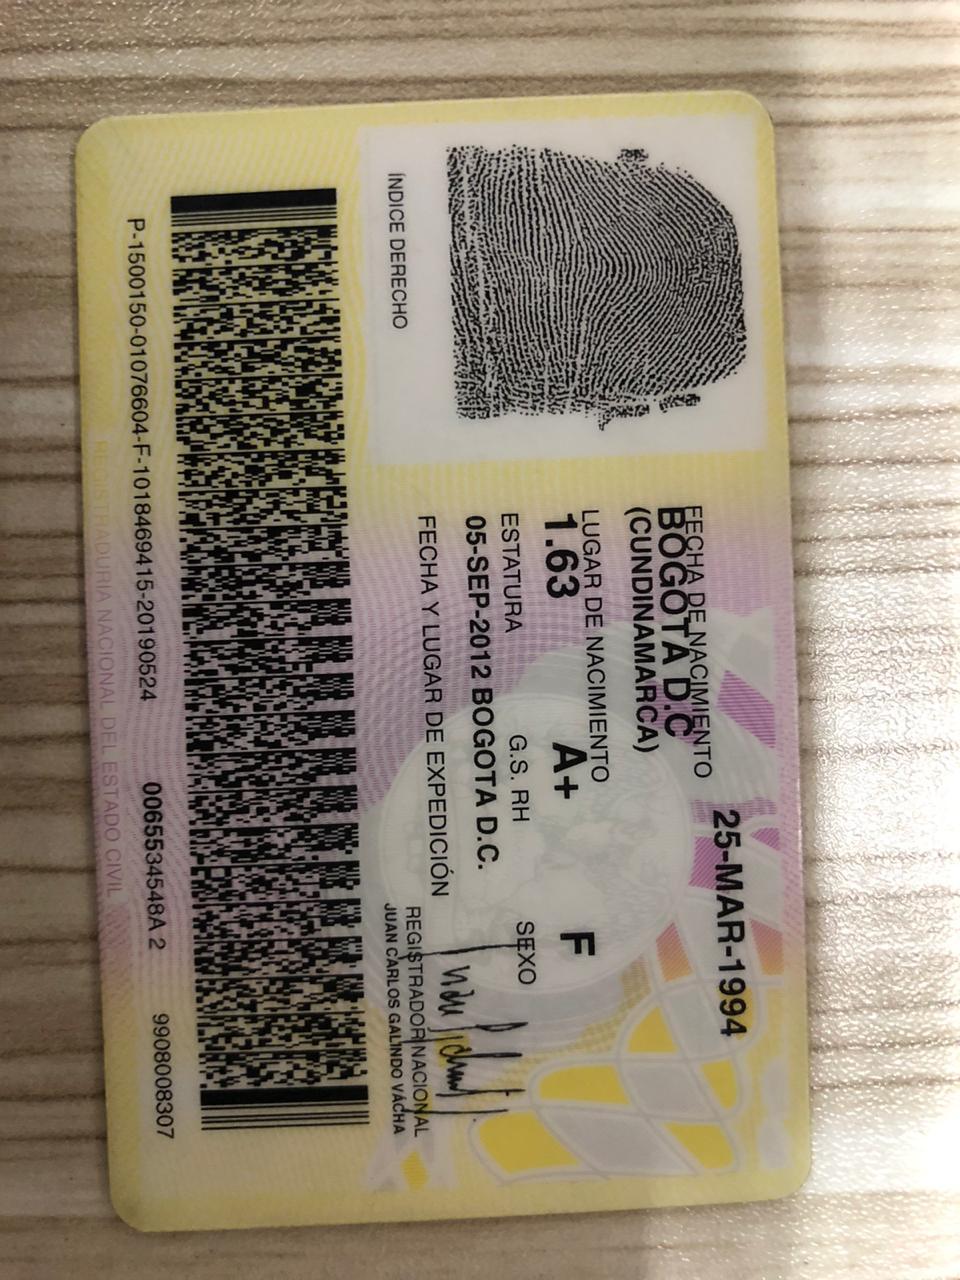 FECHA DE NACIMIENTO 25-MAR-1994
BOGOTA D.C
(CUNDINAMARCA)
LUGAR DE NACIMIENTO
1.63 A+ F
ESTATURA G.S. RH SEXO
05-SEP-2012 BOGOTA D.C.
FECHA Y LUGAR DE EXPEDICIÓN
REGISTRADOR NACIONAL
JUAN CARLOS GALINDO VÁCHA
ÍNDICE DERECHO
P-1500150-01076604-F-1018469415-20190524 0065534548A 2 9908008307
REGISTRADURIA NACIONAL DEL ESTADO CIVIL